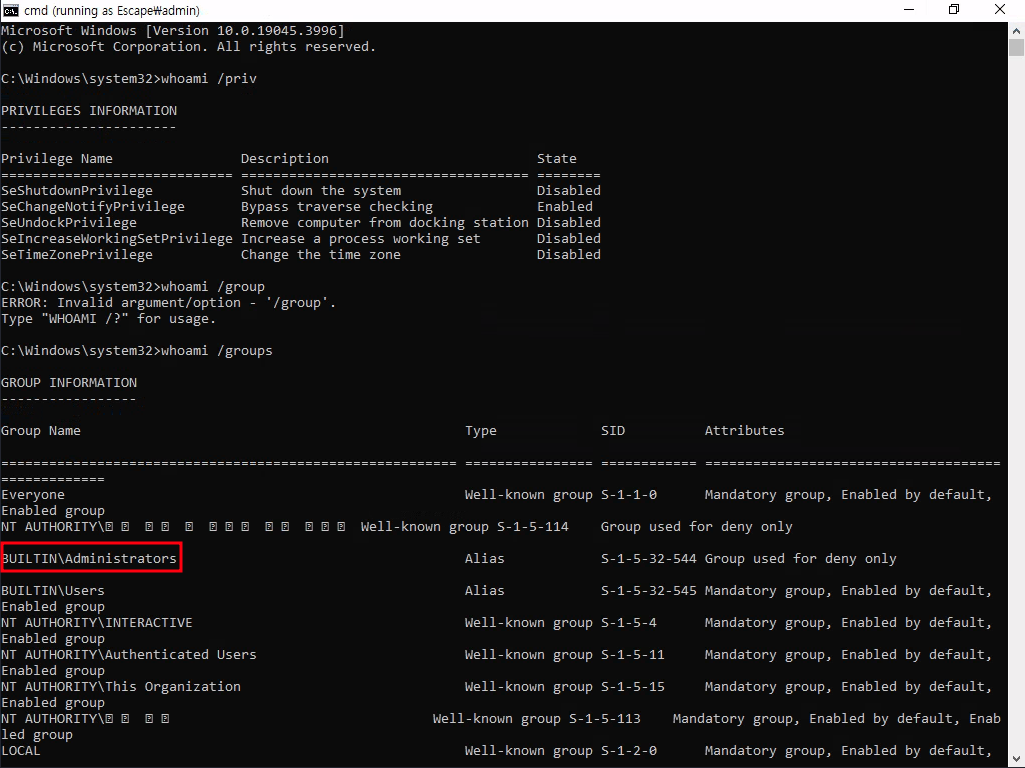 cmd (running as Escape₩admin)
Microsoft Windows [Version 10.0.19045.3996]
(c) Microsoft Corporation. All rights reserved.
C:\Windows\system32>whoami /priv
PRIVILEGES INFORMATION
----------------------
Privilege Name                Description                          State
============================= ==================================== ========
SeShutdownPrivilege           Shut down the system                 Disabled
SeChangeNotifyPrivilege       Bypass traverse checking             Enabled
SeUndockPrivilege             Remove computer from docking station Disabled
SeIncreaseWorkingSetPrivilege Increase a process working set       Disabled
SeTimeZonePrivilege           Change the time zone                 Disabled
C:\Windows\system32>whoami /group
ERROR: Invalid argument/option - '/group'.
Type "WHOAMI /?" for usage.
C:\Windows\system32>whoami /groups
GROUP INFORMATION
-----------------
Group Name                                                Type             SID          Attributes
========================================================= ================ ============ =====================================
=============
Everyone                                                  Well-known group S-1-1-0      Mandatory group, Enabled by default,
Enabled group
NT AUTHORITY\ Well-known group S-1-5-114    Group used for deny only
BUILTIN\Administrators                                    Alias            S-1-5-32-544 Group used for deny only
BUILTIN\Users                                             Alias            S-1-5-32-545 Mandatory group, Enabled by default,
Enabled group
NT AUTHORITY\INTERACTIVE                                  Well-known group S-1-5-4      Mandatory group, Enabled by default,
Enabled group
NT AUTHORITY\Authenticated Users                          Well-known group S-1-5-11     Mandatory group, Enabled by default,
Enabled group
NT AUTHORITY\This Organization                            Well-known group S-1-5-15     Mandatory group, Enabled by default,
Enabled group
NT AUTHORITY\ Well-known group S-1-5-113    Mandatory group, Enabled by default, Enab
led group
LOCAL                                                     Well-known group S-1-2-0      Mandatory group, Enabled by default,